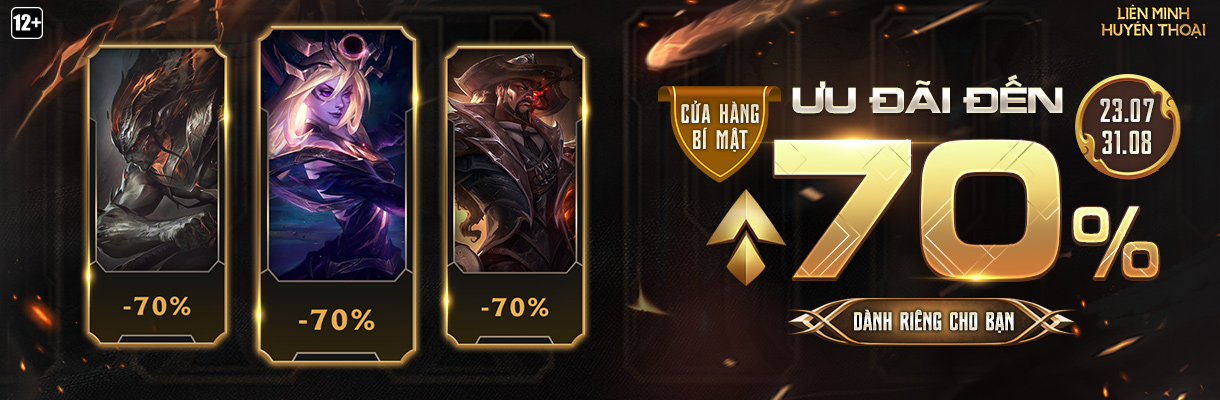 12+
-70%
-70%
-70%
LIÊN MINH
HUYỀN THOẠI
CỬA HÀNG
BÍ MẬT
ƯU ĐÃI ĐẾN
70%
23.07
31.08
DÀNH RIÊNG CHO BẠN